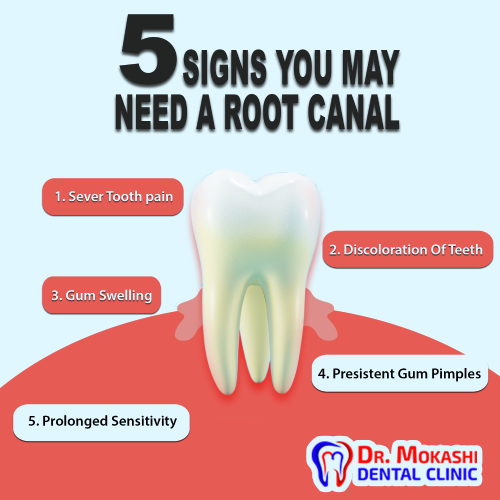 5 SIGNS YOU MAY
NEED A ROOT CANAL
1. Sever Tooth pain
2. Discoloration Of Teeth
3. Gum Swelling
4. Presistent Gum Pimples
5. Prolonged Sensitivity
DR. MOKASHI
DENTAL CLINIC